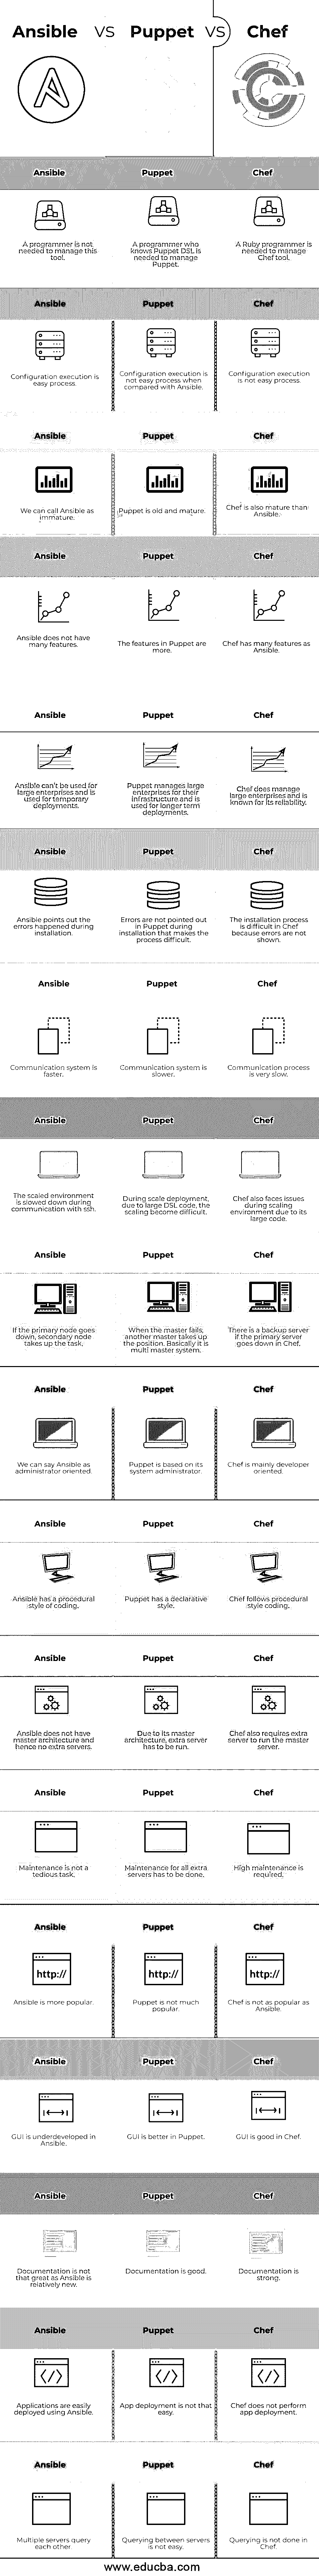 Ansible VS Puppet VS Chef
Ansible Puppet Chef
A programmer is not
needed to manage this
tool.
A programmer who
knows Puppet DSL is
needed to manage
Puppet.
A Ruby programmer is
needed to manage
Chef tool.
Ansible Puppet Chef
Configuration execution is
easy process.
Configuration execution is
not easy process when
compared with Ansible.
Configuration execution
is not easy process.
Ansible Puppet Chef
We can call Ansible as
immature.
Puppet is old and mature.
Chef is also mature than
Ansible.
Ansible Puppet Chef
Ansible does not have
many features.
The features in Puppet are
more.
Chef has many features as
Ansible.
Ansible Puppet Chef
Ansible can't be used for
large enterprises and is
used for temporary
deployments.
Puppet manages large
enterprises for their
infrastructure and is
used for longer term
deployments.
Chef does manage
large enterprises and is
known for its reliability.
Ansible Puppet Chef
Ansible points out the
errors happened during
installation.
Errors are not pointed out
in Puppet during
installation that makes the
process difficult.
The installation process
is difficult in Chef
because errors are not
shown.
Ansible Puppet Chef
Communication system is
faster.
Communication system is
slower.
Communication process
is very slow.
Ansible Puppet Chef
The scaled environment
is slowed down during
communication with ssh.
During scale deployment,
due to large DSL code, the
scaling become difficult.
Chef also faces issues
during scaling
environment due to its
large code.
Ansible Puppet Chef
If the primary node goes
down, secondary node
takes up the task.
When the master fails,
another master takes up
the position. Basically it is
multi master system.
There is a backup server
if the primary server
goes down in Chef.
Ansible Puppet Chef
We can say Ansible as
administrator oriented.
Puppet is based on its
system administrator.
Chef is mainly developer
oriented.
Ansible Puppet Chef
Ansible has a procedural
style of coding.
Puppet has a declarative
style.
Chef follows procedural
style coding.
Ansible Puppet Chef
Ansible does not have
master architecture and
hence no extra servers.
Due to its master
architecture, extra server
has to be run.
Chef also requires extra
server to run the master
server.
Ansible Puppet Chef
Maintenance is not a
tedious task.
Maintenance for all extra
servers has to be done.
High maintenance is
required.
Ansible Puppet Chef
http:// http:// http://
Ansible is more popular.
Puppet is not much
popular.
Chef is not as popular as
Ansible.
Ansible Puppet Chef
GUI is underdeveloped in
Ansible.
GUI is better in Puppet.
GUI is good in Chef.
Ansible Puppet Chef
Documentation is not
that great as Ansible is
relatively new.
Documentation is good.
Documentation is
strong.
Ansible Puppet Chef
Applications are easily
deployed using Ansible.
App deployment is not that
easy.
Chef does not perform
app deployment.
Ansible Puppet Chef
Multiple servers query
each other.
Querying between servers
is not easy.
Querying is not done in
Chef.
www.educba.com